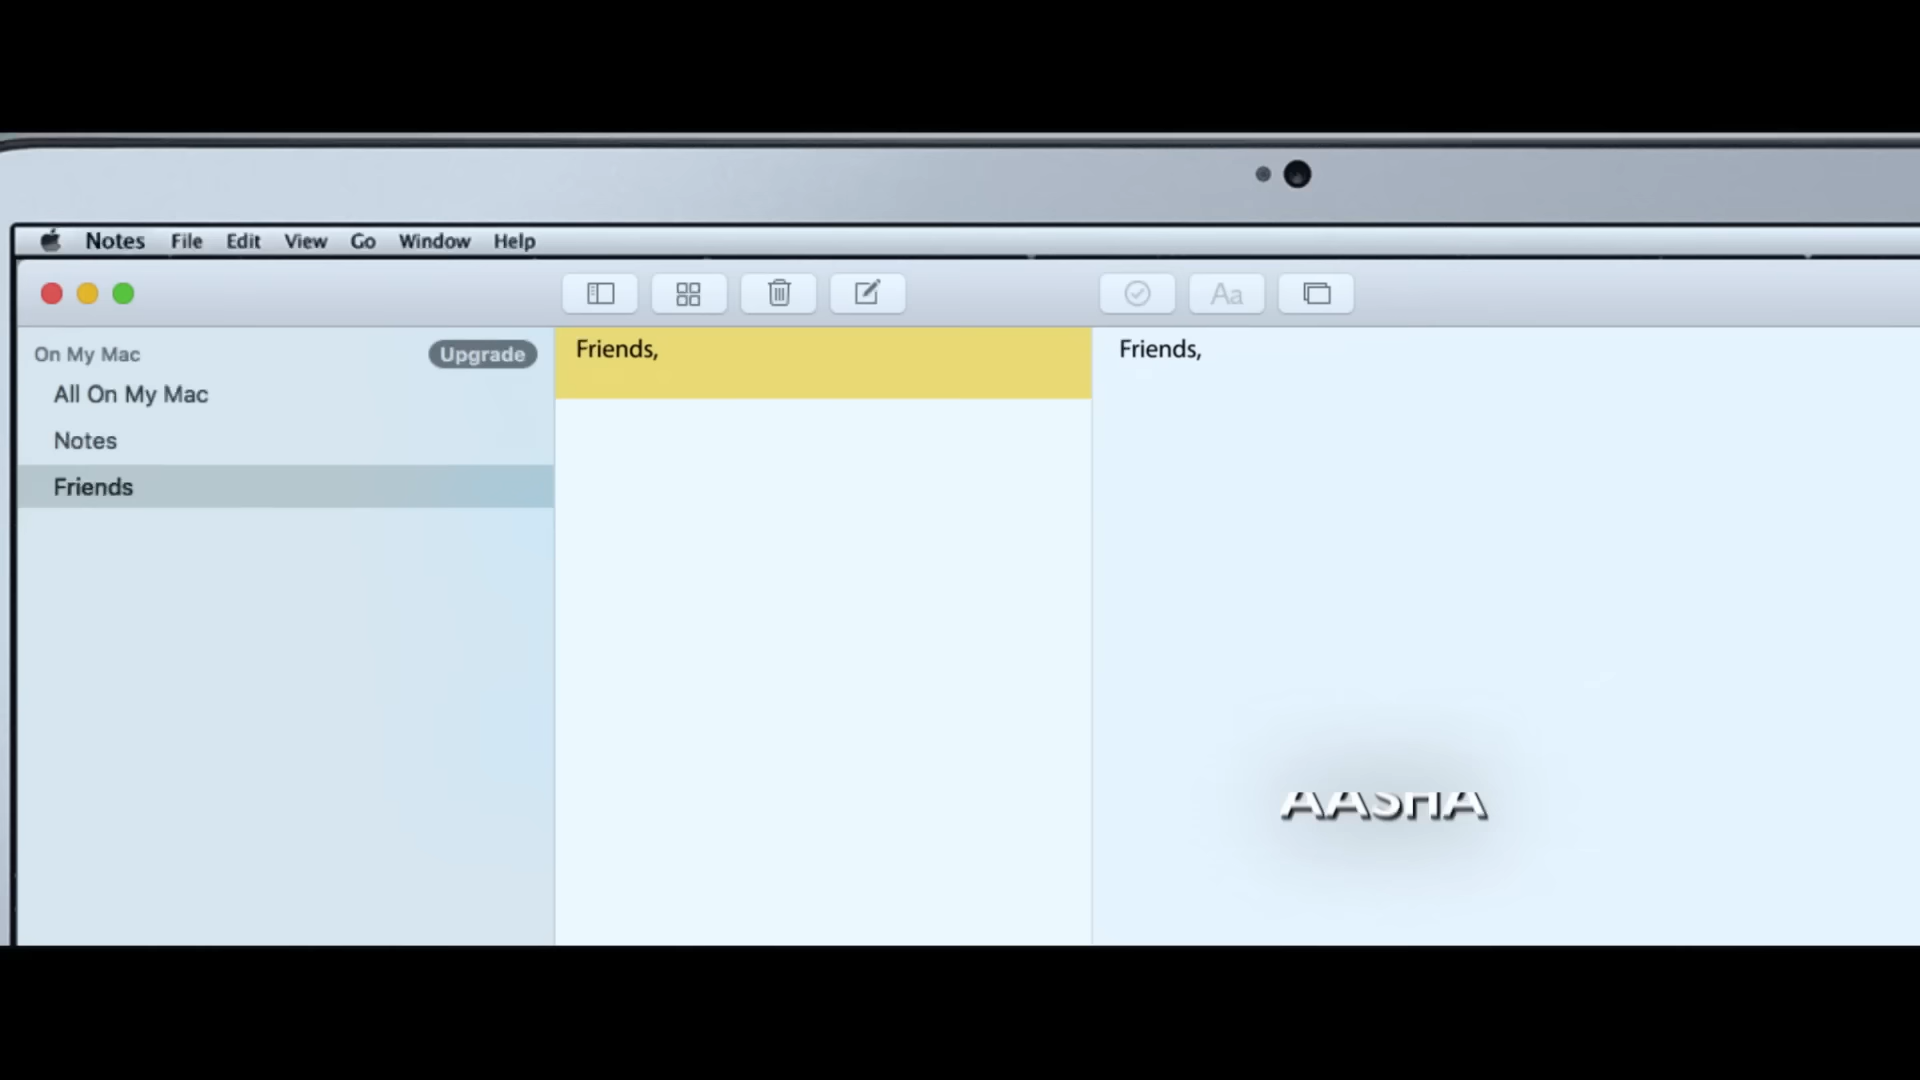 Notes File Edit View Go Window Help
Aa
On My Mac Upgrade
All On My Mac
Notes
Friends
Friends,
Friends,
AASHA